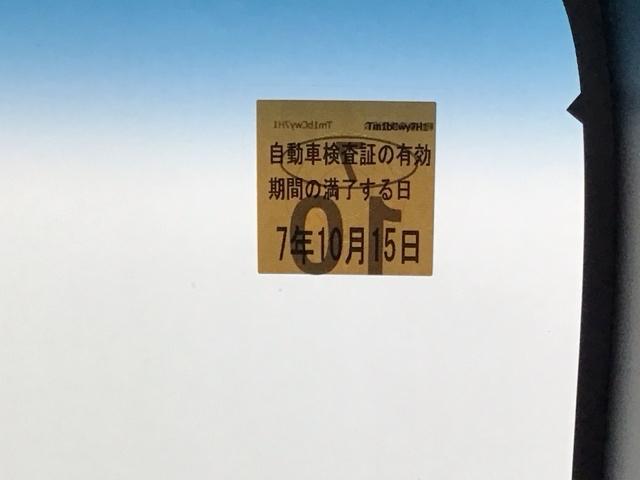 Tm1bCwy7H1
自動車検査証の有効
期間の満了する日
7年10月15日